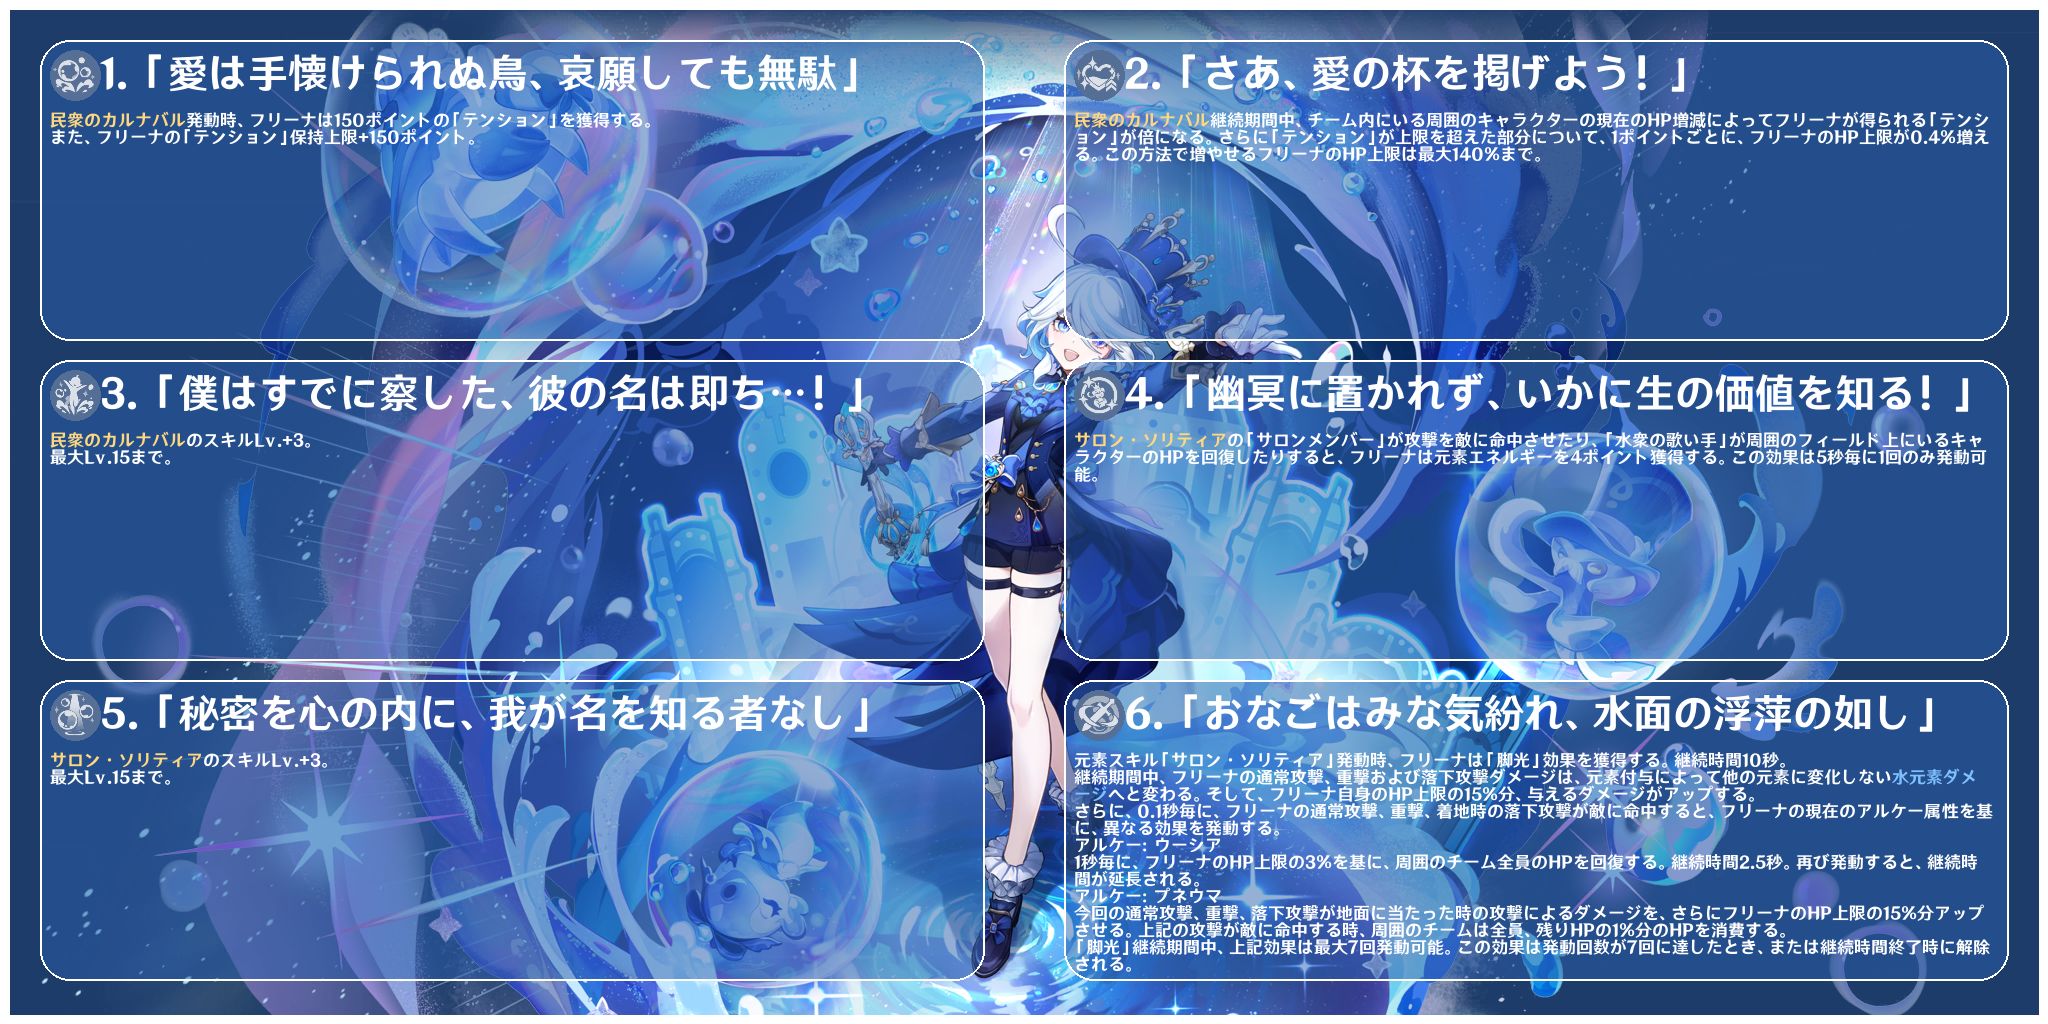 1.「愛は手懐けられぬ鳥、哀願しても無駄」
民衆のカルナバル発動時、フリーナは150ポイントの「テンション」を獲得する。
また、フリーナの「テンション」保持上限+150ポイント。
2.「さあ、愛の杯を掲げよう！」
民衆のカルナバル継続期間中、チーム内にいる周囲のキャラクターの現在のHP増減によってフリーナが得られる「テンシ
ョン」が倍になる。さらに「テンション」が上限を超えた部分について、1ポイントごとに、フリーナのHP上限が0.4%増え
る。この方法で増やせるフリーナのHP上限は最大140%まで。
3.「僕はすでに察した、彼の名は即ち…！」
民衆のカルナバルのスキルLv.+3。
最大Lv.15まで。
4.「幽冥に置かれず、いかに生の価値を知る！」
サロン・ソリティアの「サロンメンバー」が攻撃を敵に命中させたり、「水衆の歌い手」が周囲のフィールド上にいるキャ
ラクターのHPを回復したりすると、フリーナは元素エネルギーを4ポイント獲得する。この効果は5秒毎に1回のみ発動可
能。
5.「秘密を心の内に、我が名を知る者なし」
サロン・ソリティアのスキルLv.+3。
最大Lv.15まで。
6.「おなごはみな気紛れ、水面の浮萍の如し」
元素スキル「サロン・ソリティア」発動時、フリーナは「脚光」効果を獲得する。継続時間10秒。
継続期間中、フリーナの通常攻撃、重撃および落下攻撃ダメージは、元素付与によって他の元素に変化しない水元素ダメ
ージへと変わる。そして、フリーナ自身のHP上限の15%分、与えるダメージがアップする。
さらに、0.1秒毎に、フリーナの通常攻撃、重撃、着地時の落下攻撃が敵に命中すると、フリーナの現在のアルケー属性を基
に、異なる効果を発動する。
アルケー：ウーシア
1秒毎に、フリーナのHP上限の3%を基に、周囲のチーム全員のHPを回復する。継続時間2.5秒。再び発動すると、継続時
間が延長される。
アルケー：プネウマ
今回の通常攻撃、重撃、落下攻撃が地面に当たった時の攻撃によるダメージを、さらにフリーナのHP上限の15%分アップ
させる。上記の攻撃が敵に命中する時、周囲のチームは全員、残りHPの1%分のHPを消費する。
「脚光」継続期間中、上記効果は最大7回発動可能。この効果は発動回数が7回に達したとき、または継続時間終了時に解除
される。